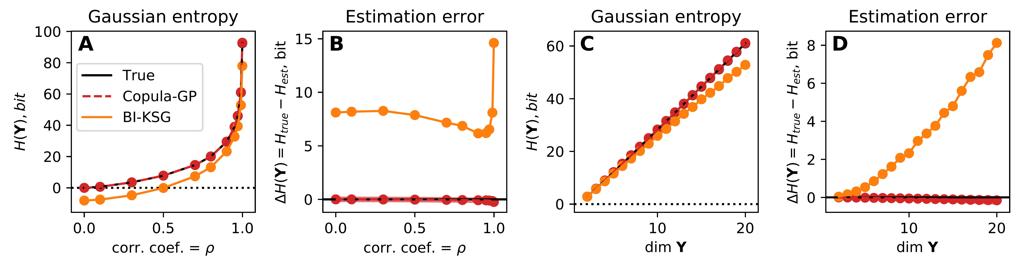 Gaussian entropy
A
H(Y), bit
100
80
60
40
20
0
True
Copula-GP
BI-KSG
0.0 0.5 1.0
corr. coef. = ρ
Estimation error
B
ΔH(Y) = H_true − H_est, bit
15
10
5
0
0.0 0.5 1.0
corr. coef. = ρ
Gaussian entropy
C
H(Y), bit
60
40
20
0
10 20
dim Y
Estimation error
D
ΔH(Y) = H_true − H_est, bit
8
6
4
2
0
10 20
dim Y